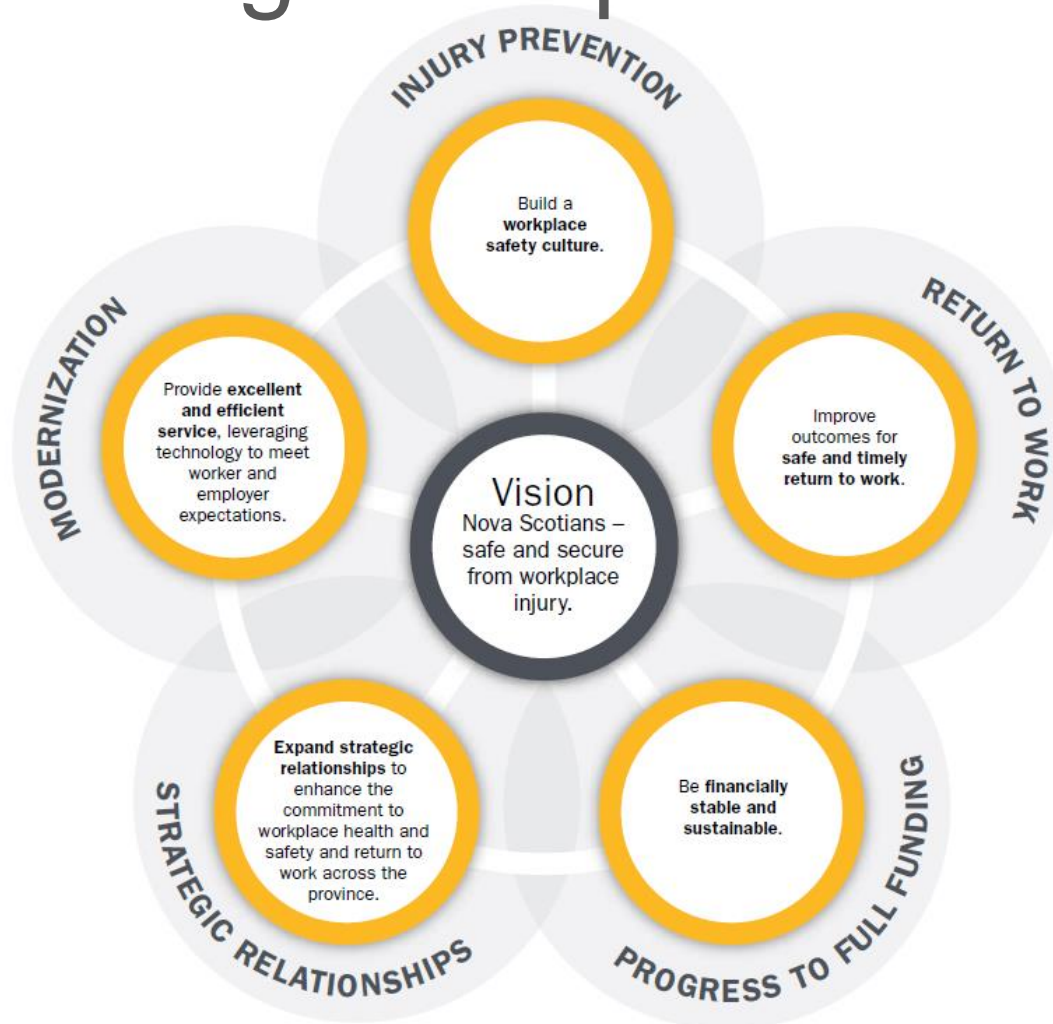 INJURY PREVENTION
Build a
workplace
safety culture.
RETURN TO WORK
Improve
outcomes for
safe and timely
return to work.
MODERNIZATION
Provide excellent
and efficient
service, leveraging
technology to meet
worker and
employer
expectations.
Vision
Nova Scotians –
safe and secure
from workplace
injury.
STRATEGIC RELATIONSHIPS
Expand strategic
relationships to
enhance the
commitment to
workplace health and
safety and return to
work across the
province.
PROGRESS TO FULL FUNDING
Be financially
stable and
sustainable.